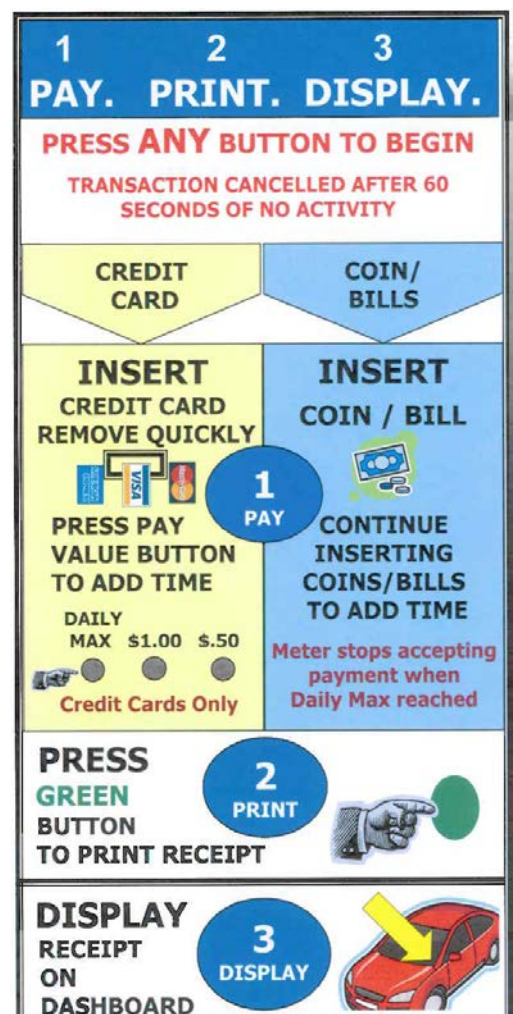 1 2 3
PAY. PRINT. DISPLAY.
PRESS ANY BUTTON TO BEGIN
TRANSACTION CANCELLED AFTER 60
SECONDS OF NO ACTIVITY
CREDIT
CARD
COIN/
BILLS
INSERT
CREDIT CARD
REMOVE QUICKLY
VISA
PRESS PAY
VALUE BUTTON
TO ADD TIME
DAILY
MAX $1.00 $.50
Credit Cards Only
1
PAY
INSERT
COIN / BILL
CONTINUE
INSERTING
COINS/BILLS
TO ADD TIME
Meter stops accepting
payment when
Daily Max reached
PRESS
GREEN
BUTTON
TO PRINT RECEIPT
2
PRINT
DISPLAY
RECEIPT
ON
DASHBOARD
3
DISPLAY